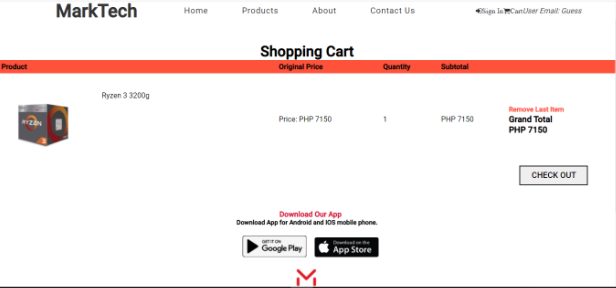 MarkTech Home Products About Contact Us Sign In Cart User Email: Guess
Shopping Cart
Product Original Price Quantity Subtotal
Ryzen 3 3200g
Remove Last Item
RYZEN Price: PHP 7150 1 PHP 7150 Grand Total
PHP 7150
CHECK OUT
Download Our App
Download App for Android and IOS mobile phone.
GET IT ON Download on the
Google Play App Store